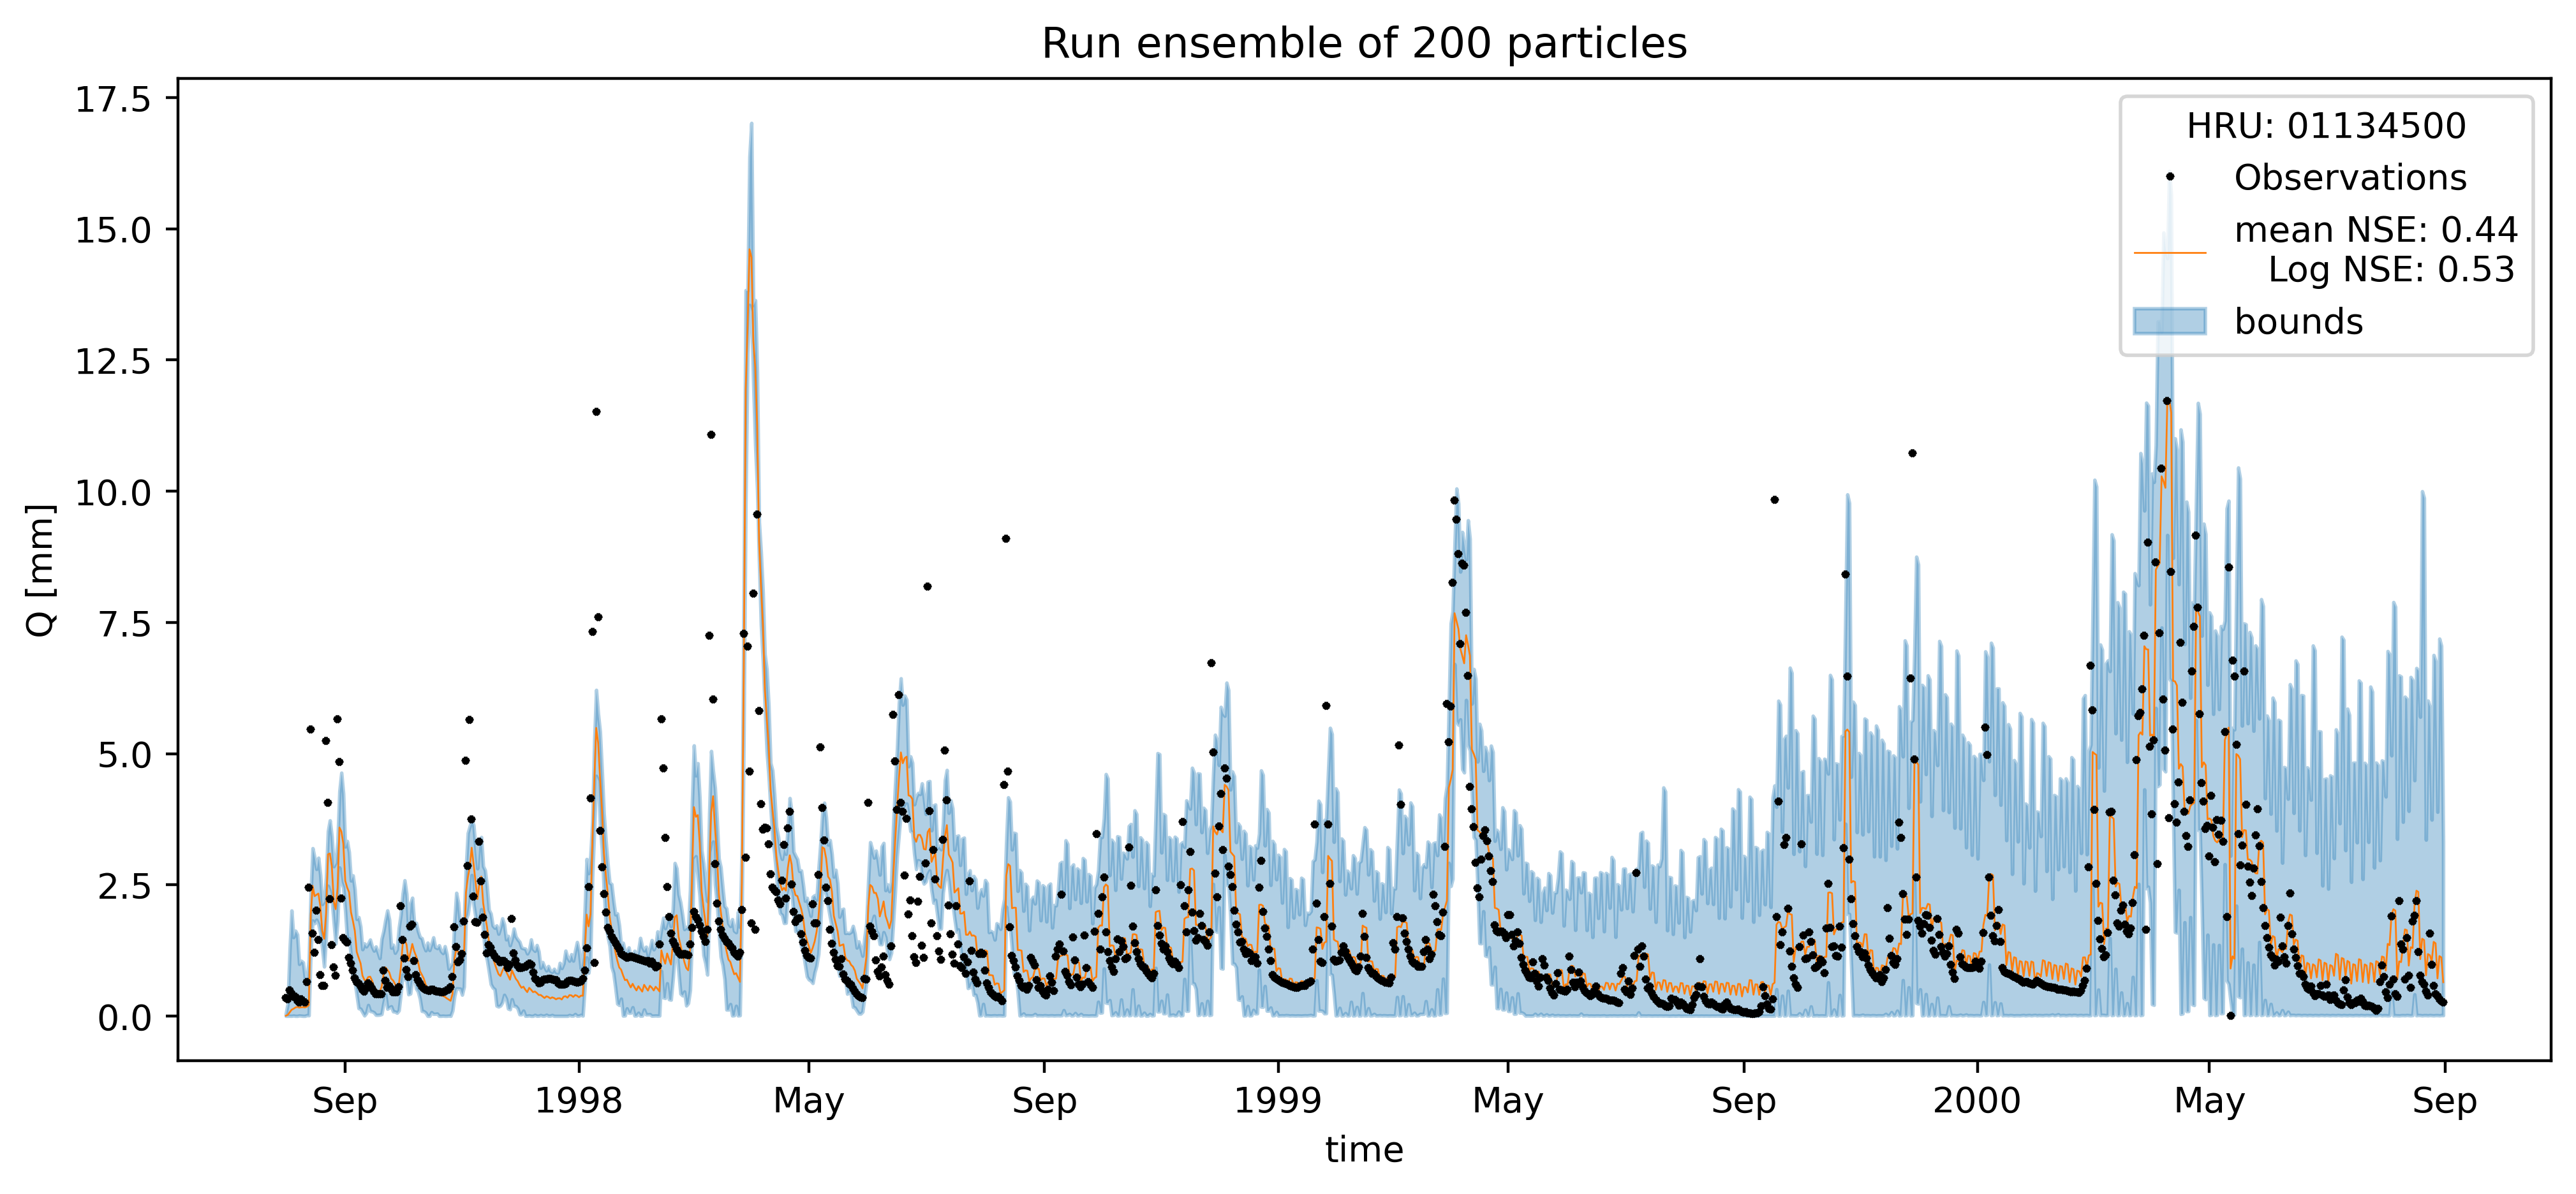 Run ensemble of 200 particles
17.5
15.0
12.5
10.0
7.5
5.0
2.5
0.0
Q [mm]
HRU: 01134500
Observations
mean NSE: 0.44
Log NSE: 0.53
bounds
Sep 1998 May Sep 1999 May Sep 2000 May Sep
time